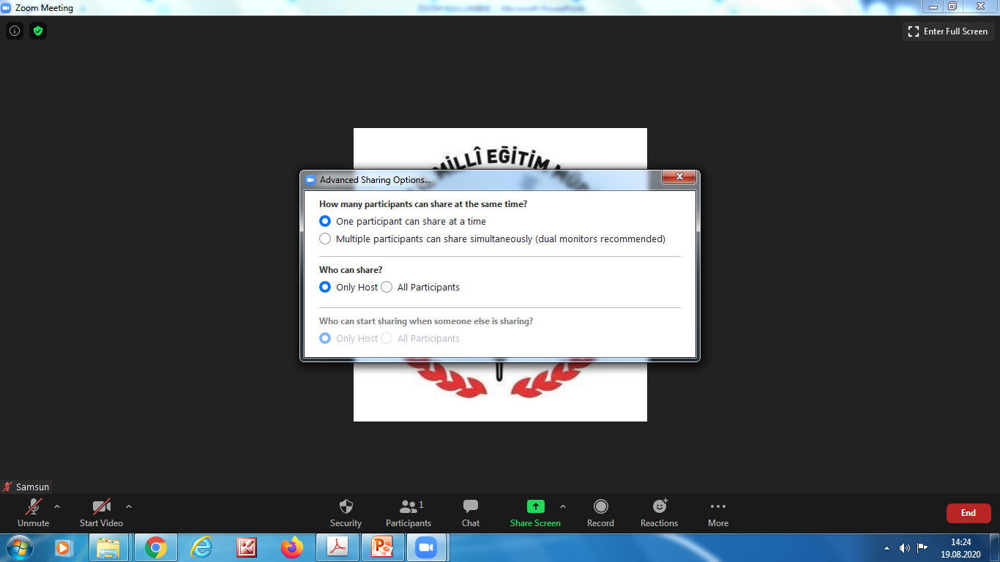 Zoom Meeting
Microsoft PowerPoint
Enter Full Screen
MİLLÎ EĞİTİM
Advanced Sharing Options...
How many participants can share at the same time?
One participant can share at a time
Multiple participants can share simultaneously (dual monitors recommended)
Who can share?
Only Host All Participants
Who can start sharing when someone else is sharing?
Only Host All Participants
Samsun
1
Unmute Start Video Security Participants Chat Share Screen Record Reactions More End
14:24
19.08.2020